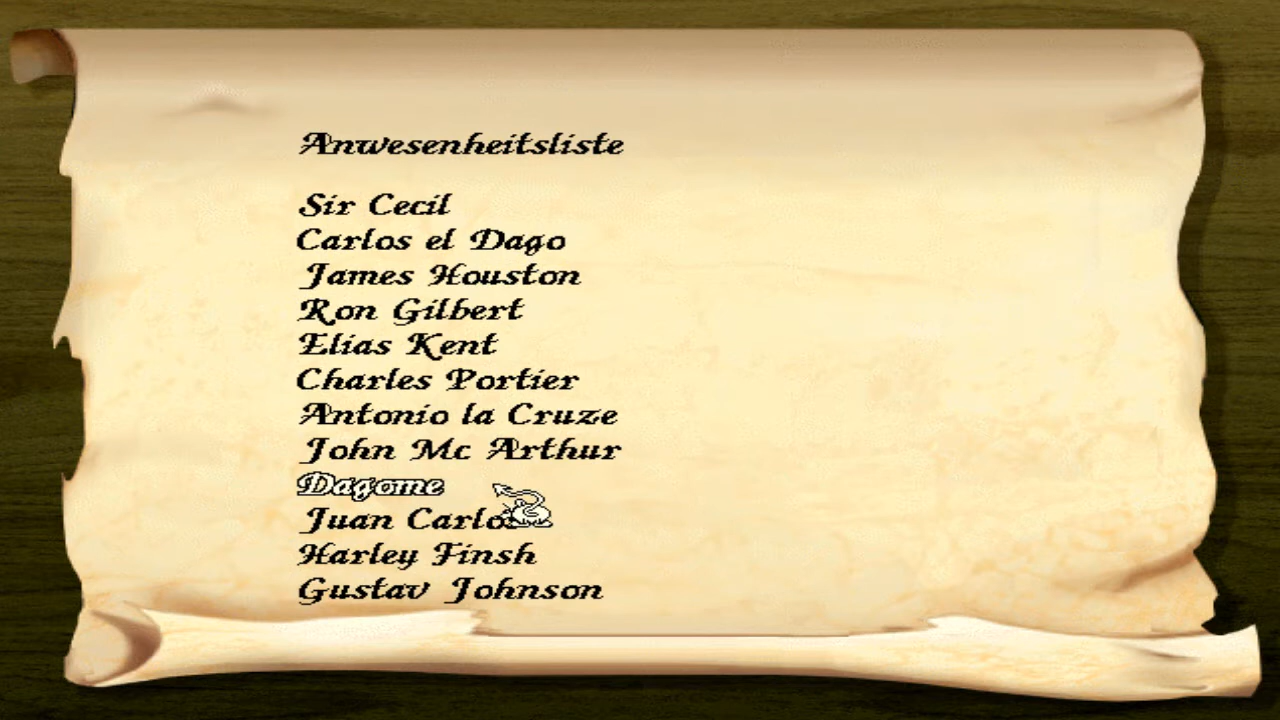 Anwesenheitsliste
Sir Cecil
Carlos el Dago
James Houston
Ron Gilbert
Elias Kent
Charles Portier
Antonio la Cruze
John Mc Arthur
Dagome
Juan Carlos
Harley Finsh
Gustav Johnson